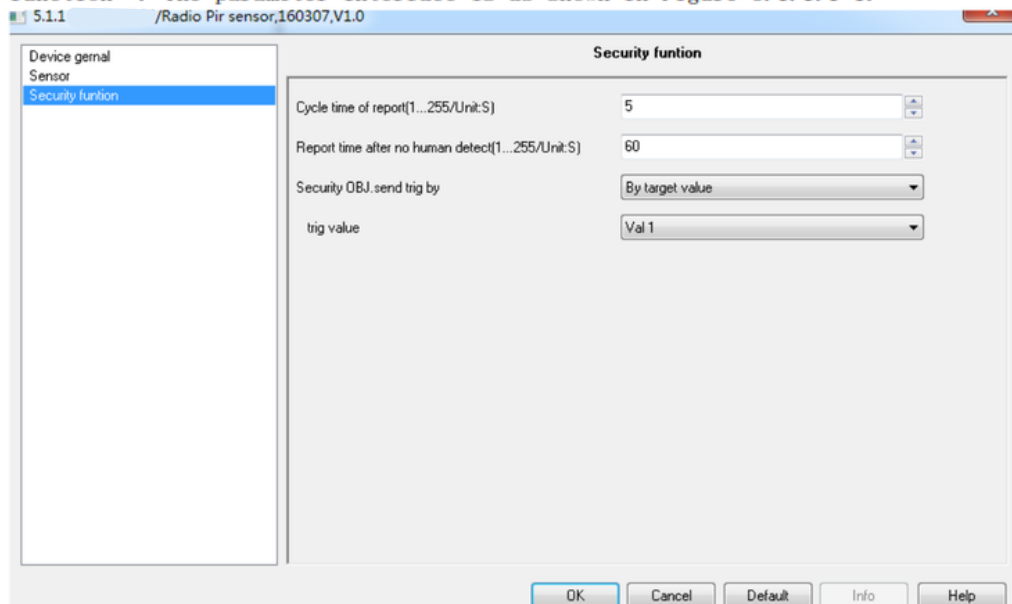 5.1.1 /Radio Pir sensor,160307,V1.0
Device gernal
Sensor
Security funtion
Security funtion
Cycle time of report(1...255/Unit:S) 5
Report time after no human detect(1...255/Unit:S) 60
Security OBJ.send trig by By target value
trig value Val 1
OK Cancel Default Info Help